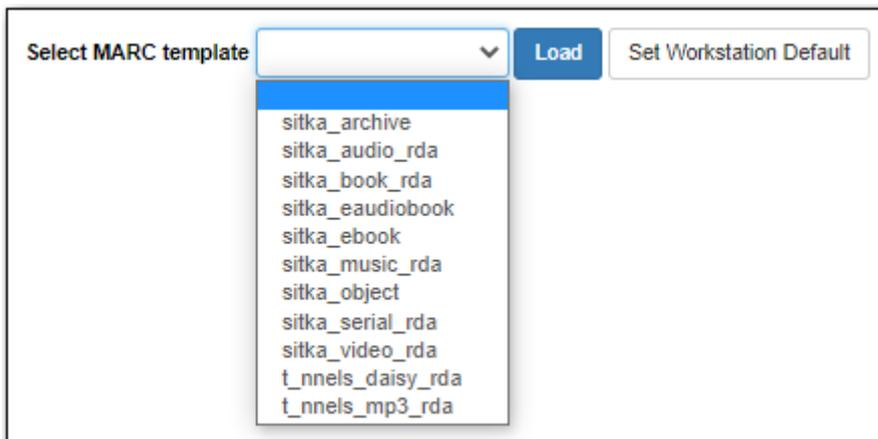 Select MARC template Load Set Workstation Default
sitka_archive
sitka_audio_rda
sitka_book_rda
sitka_eaudiobook
sitka_ebook
sitka_music_rda
sitka_object
sitka_serial_rda
sitka_video_rda
t_nnels_daisy_rda
t_nnels_mp3_rda